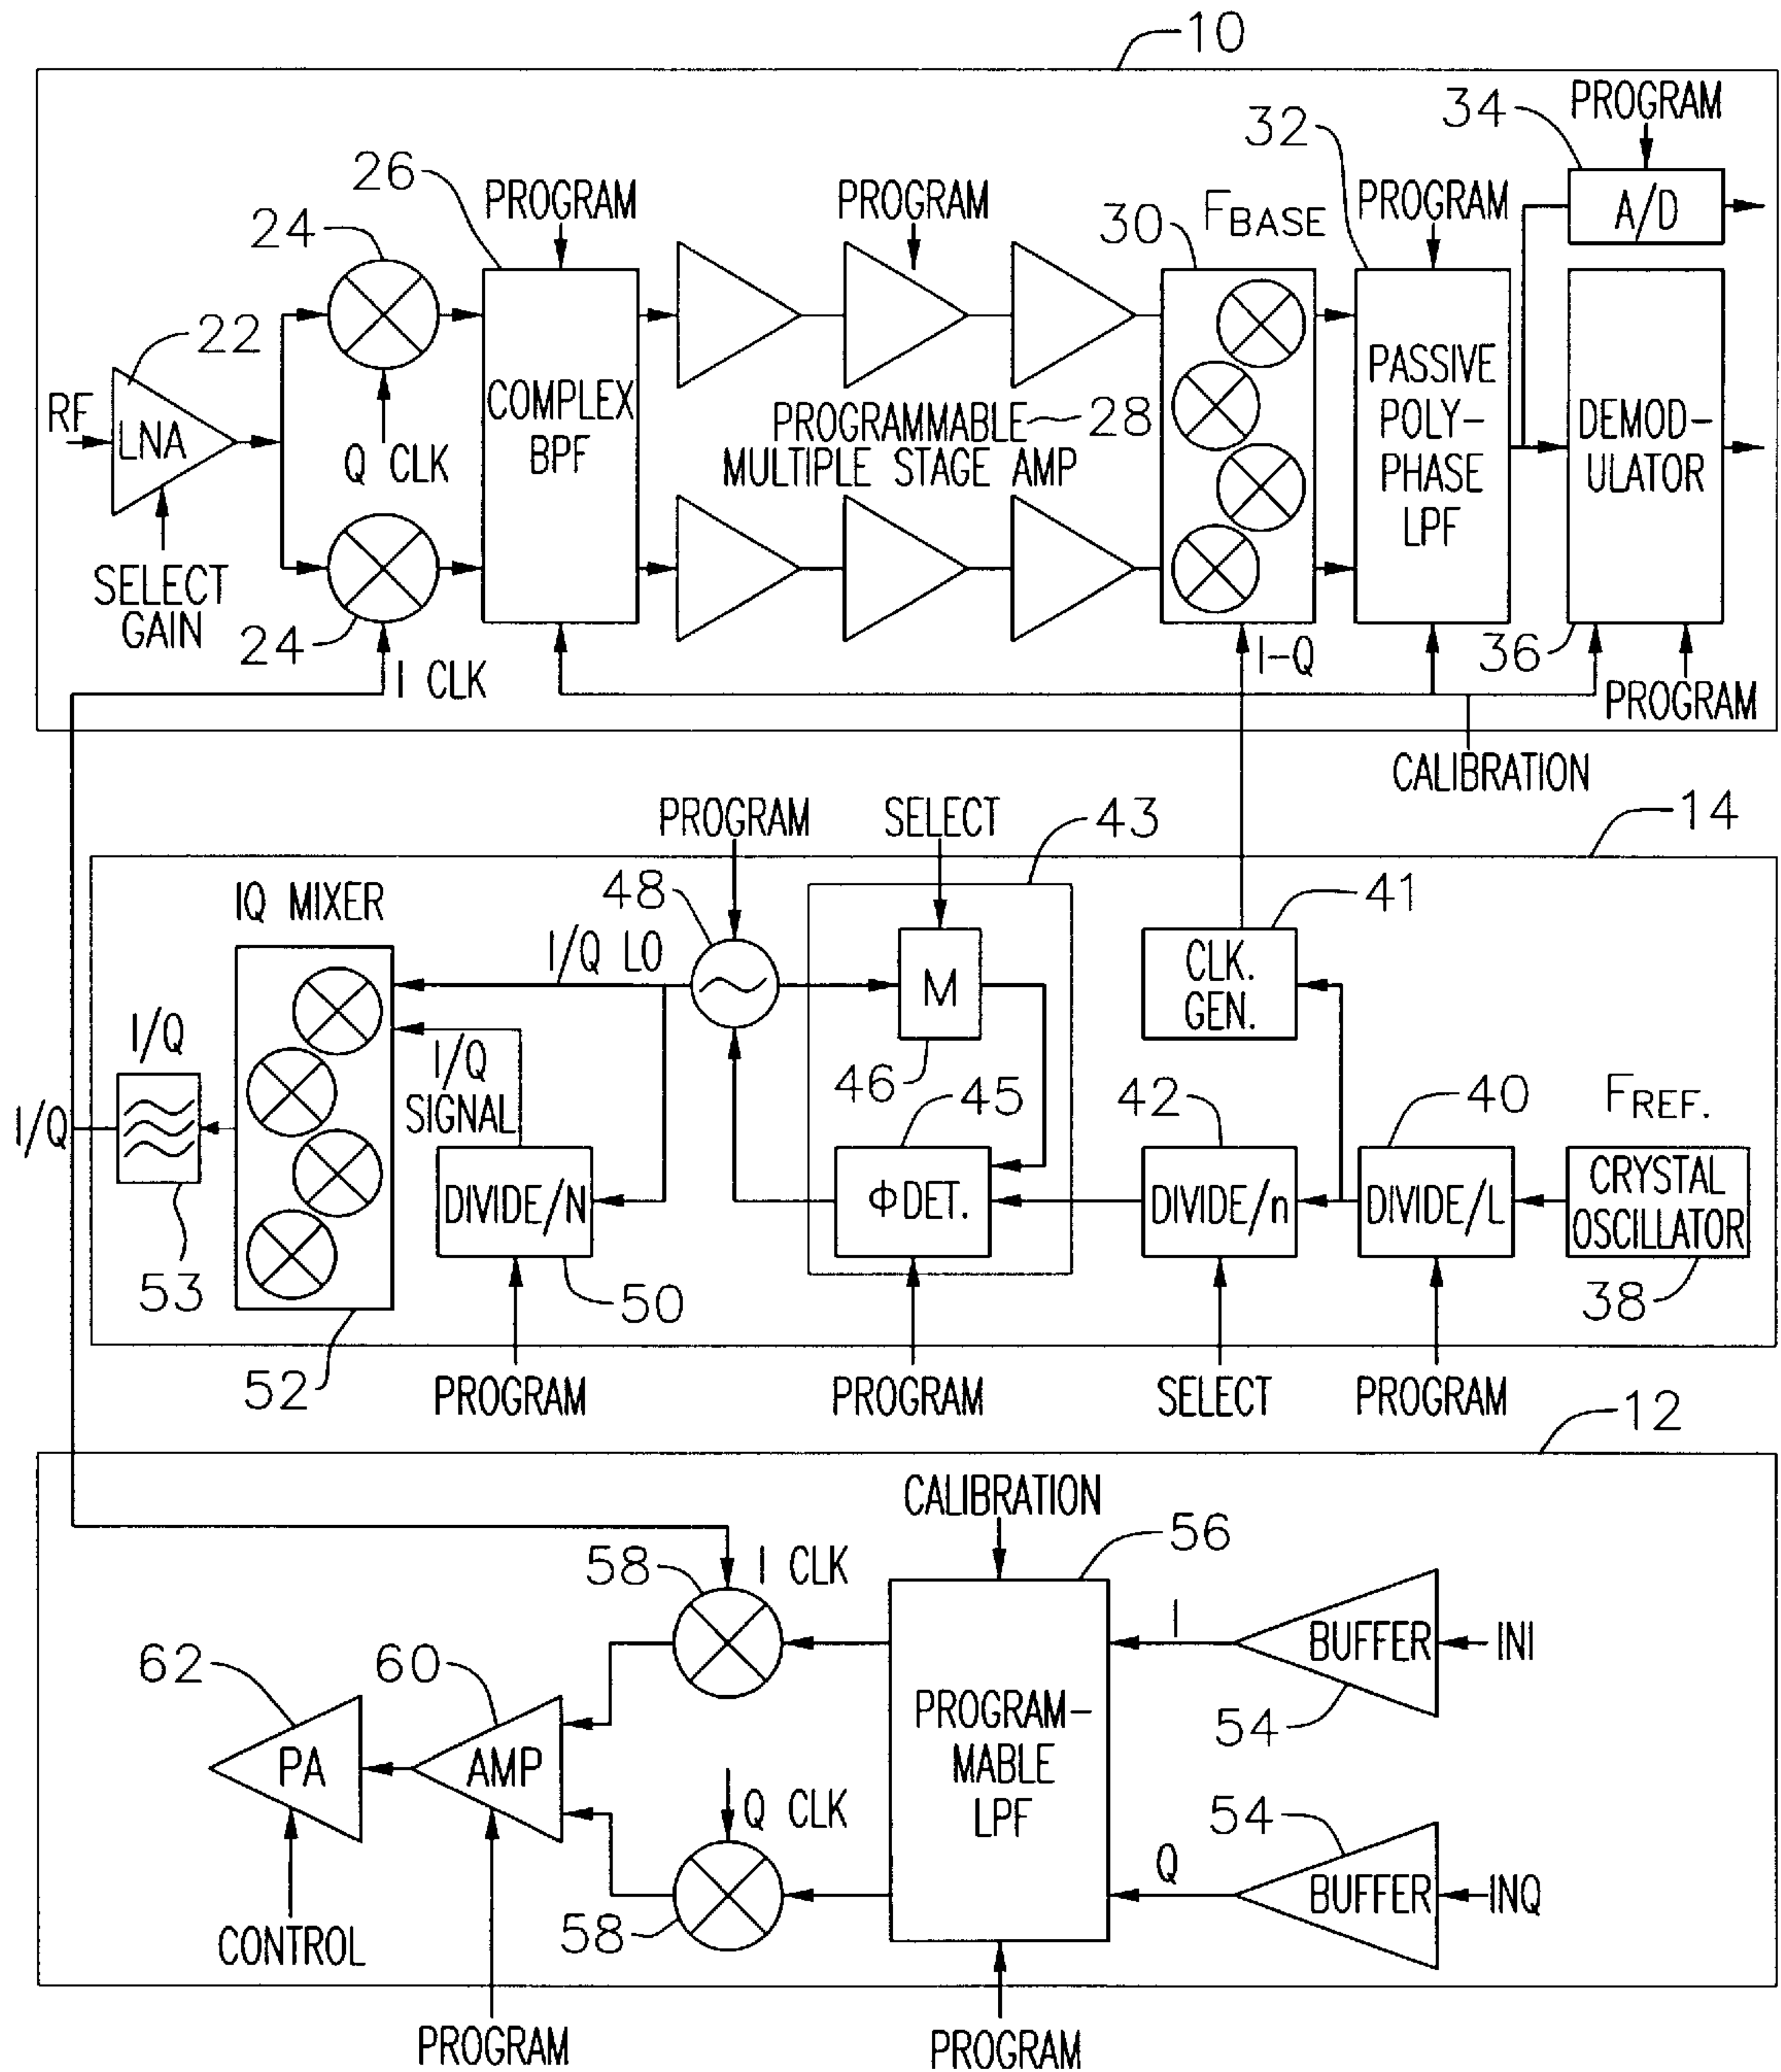 10
PROGRAM
34
32
26
PROGRAM
PROGRAM
FBASE
PROGRAM
A/D
24
30
22
COMPLEX
BPF
PASSIVE
POLY-
PHASE
LPF
DEMOD-
ULATOR
RF
LNA
Q CLK
PROGRAMMABLE
MULTIPLE STAGE AMP
28
SELECT
GAIN
24
I CLK
I-Q
36
PROGRAM
CALIBRATION
PROGRAM
SELECT
43
14
IQ MIXER
48
41
I/Q LO
M
CLK.
GEN.
I/Q
I/Q
SIGNAL
46
45
42
40
FREF.
I/Q
DIVIDE/N
Φ DET.
DIVIDE/n
DIVIDE/L
CRYSTAL
OSCILLATOR
53
50
38
52
PROGRAM
PROGRAM
SELECT
PROGRAM
12
CALIBRATION
58
I CLK
56
62
60
I
BUFFER
INI
54
PA
AMP
PROGRAM-
MABLE
LPF
Q CLK
54
Q
BUFFER
INQ
58
CONTROL
PROGRAM
PROGRAM